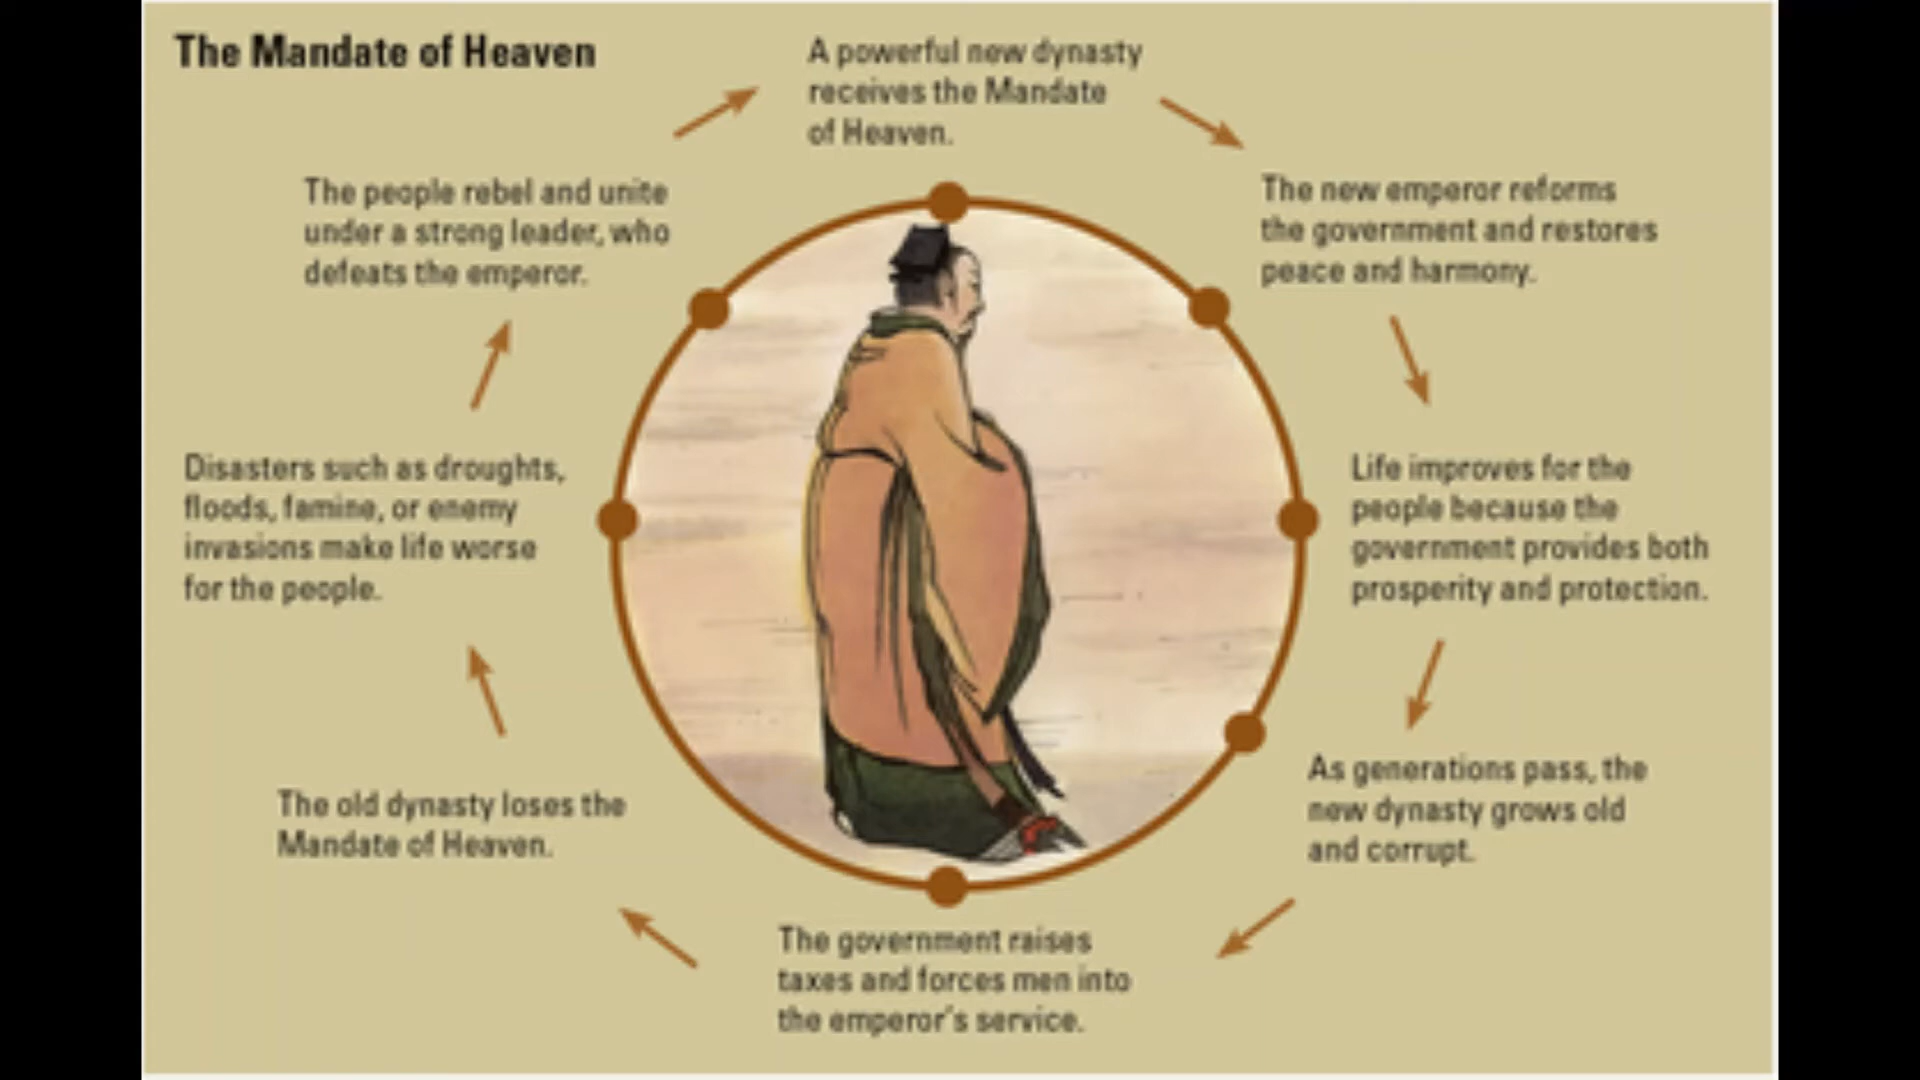 The Mandate of Heaven
A powerful new dynasty
receives the Mandate
of Heaven.
The new emperor reforms
the government and restores
peace and harmony.
Life improves for the
people because the
government provides both
prosperity and protection.
As generations pass, the
new dynasty grows old
and corrupt.
The government raises
taxes and forces men into
the emperor's service.
The old dynasty loses the
Mandate of Heaven.
Disasters such as droughts,
floods, famine, or enemy
invasions make life worse
for the people.
The people rebel and unite
under a strong leader, who
defeats the emperor.